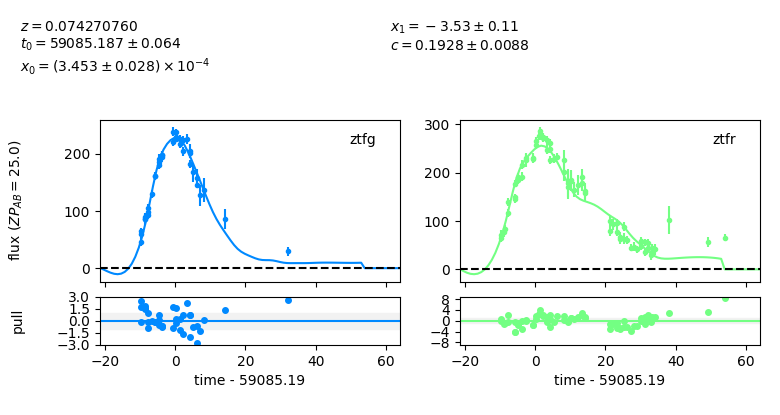 z = 0.074270760
t₀ = 59085.187 ± 0.064
x₀ = (3.453 ± 0.028) × 10⁻⁴
x₁ = −3.53 ± 0.11
c = 0.1928 ± 0.0088
flux (ZP_AB = 25.0)
ztfg
200
100
0
ztfr
300
200
100
0
pull
3.0
1.5
0.0
−1.5
−3.0
8
4
0
−4
−8
−20 0 20 40 60
time - 59085.19
−20 0 20 40 60
time - 59085.19